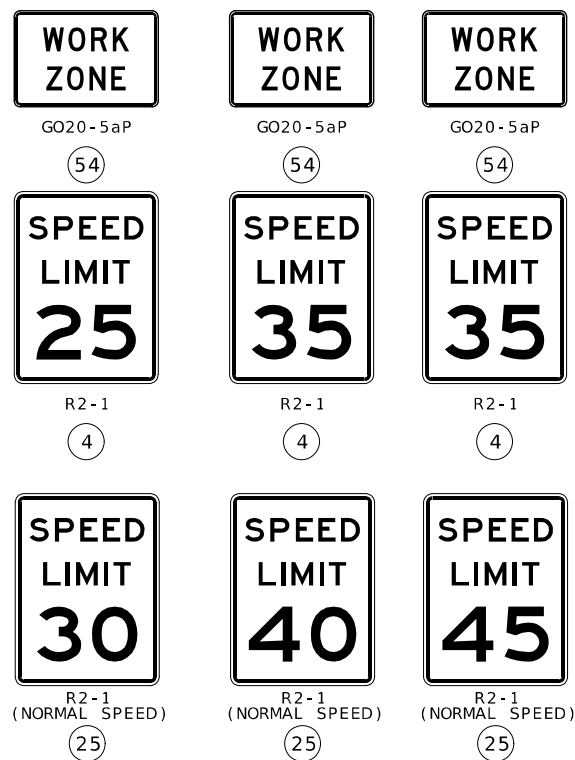 WORK ZONE
GO20-5aP
54
SPEED LIMIT 25
R2-1
4
WORK ZONE
GO20-5aP
54
SPEED LIMIT 35
R2-1
4
WORK ZONE
GO20-5aP
54
SPEED LIMIT 35
R2-1
4
SPEED LIMIT 30
R2-1
(NORMAL SPEED)
25
SPEED LIMIT 40
R2-1
(NORMAL SPEED)
25
SPEED LIMIT 45
R2-1
(NORMAL SPEED)
25